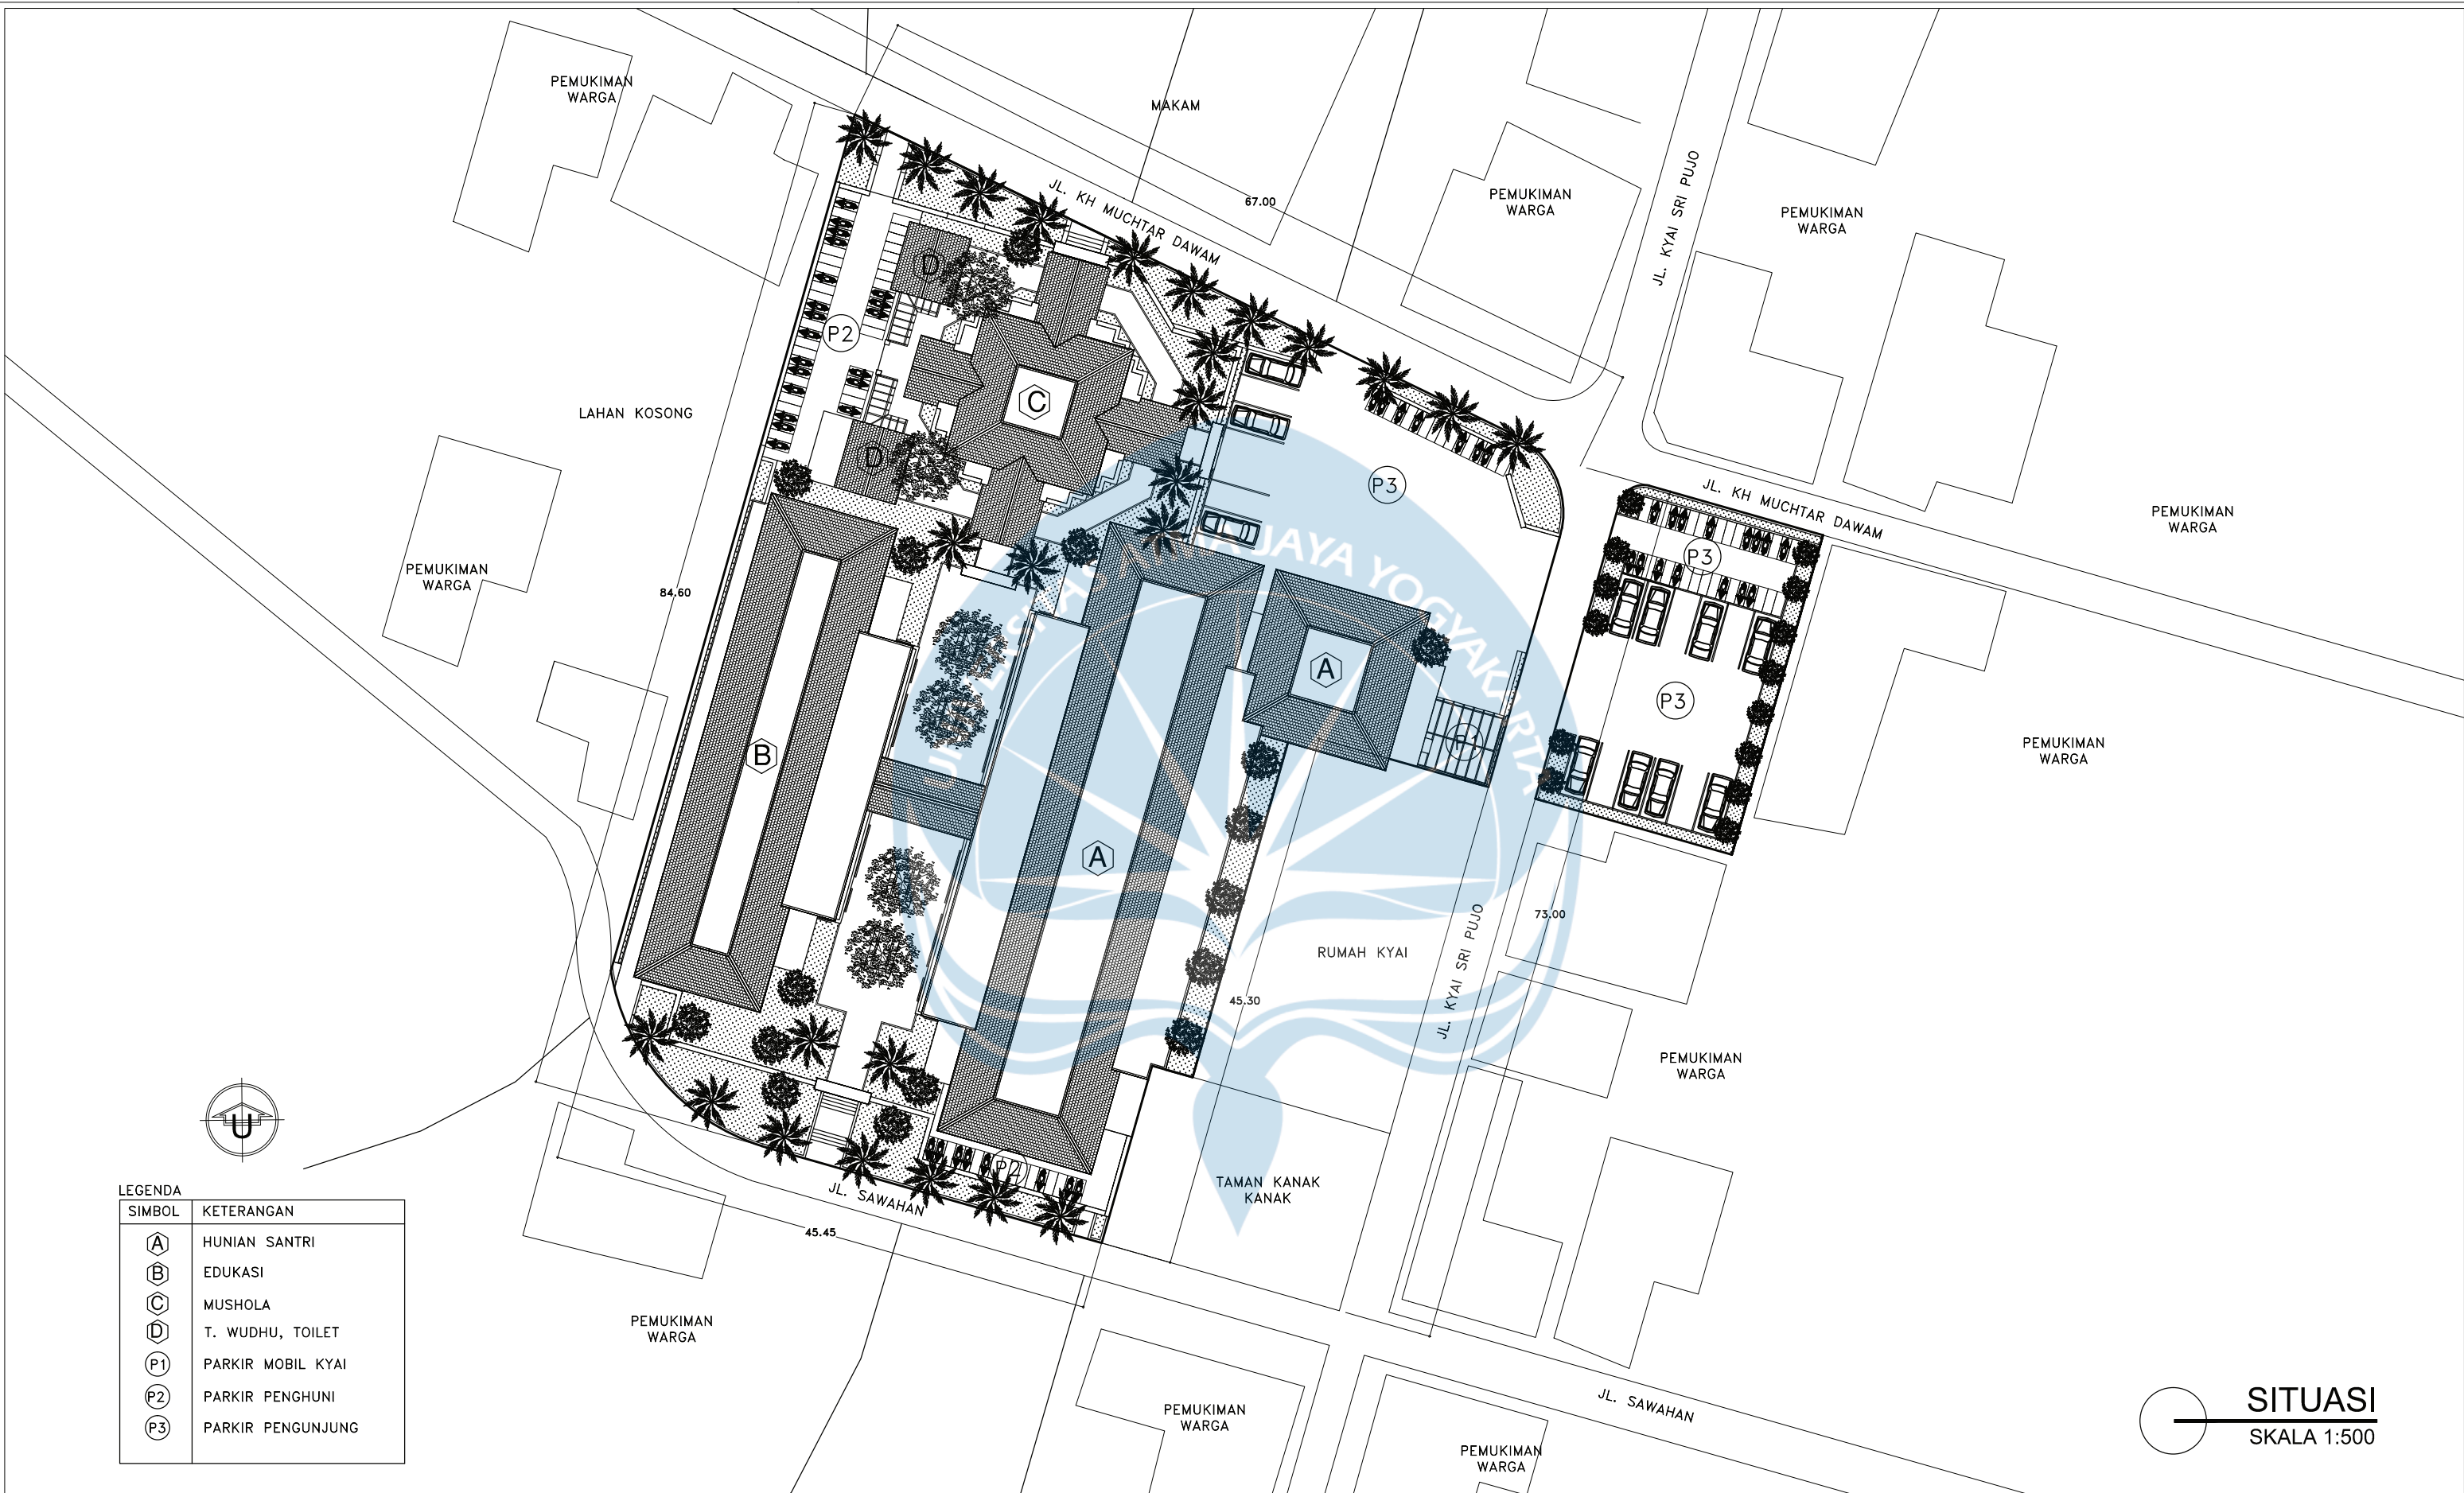 PEMUKIMAN
WARGA
MAKAM
JL. KH MUCHTAR DAWAM
67.00
PEMUKIMAN
WARGA
JL. KYAI SRI PUJO
PEMUKIMAN
WARGA
D
P2
C
LAHAN KOSONG
D
P3
JL. KH MUCHTAR DAWAM
PEMUKIMAN
WARGA
P3
PEMUKIMAN
WARGA
84.60
UNIVERSITAS ATMA JAYA YOGYAKARTA
A
P3
B
P1
PEMUKIMAN
WARGA
A
73.00
RUMAH KYAI
JL. KYAI SRI PUJO
45.30
PEMUKIMAN
WARGA
U
P2
TAMAN KANAK
KANAK
JL. SAWAHAN
45.45
PEMUKIMAN
WARGA
PEMUKIMAN
WARGA
JL. SAWAHAN
PEMUKIMAN
WARGA
LEGENDA
SIMBOL KETERANGAN
A HUNIAN SANTRI
B EDUKASI
C MUSHOLA
D T. WUDHU, TOILET
P1 PARKIR MOBIL KYAI
P2 PARKIR PENGHUNI
P3 PARKIR PENGUNJUNG
SITUASI
SKALA 1:500